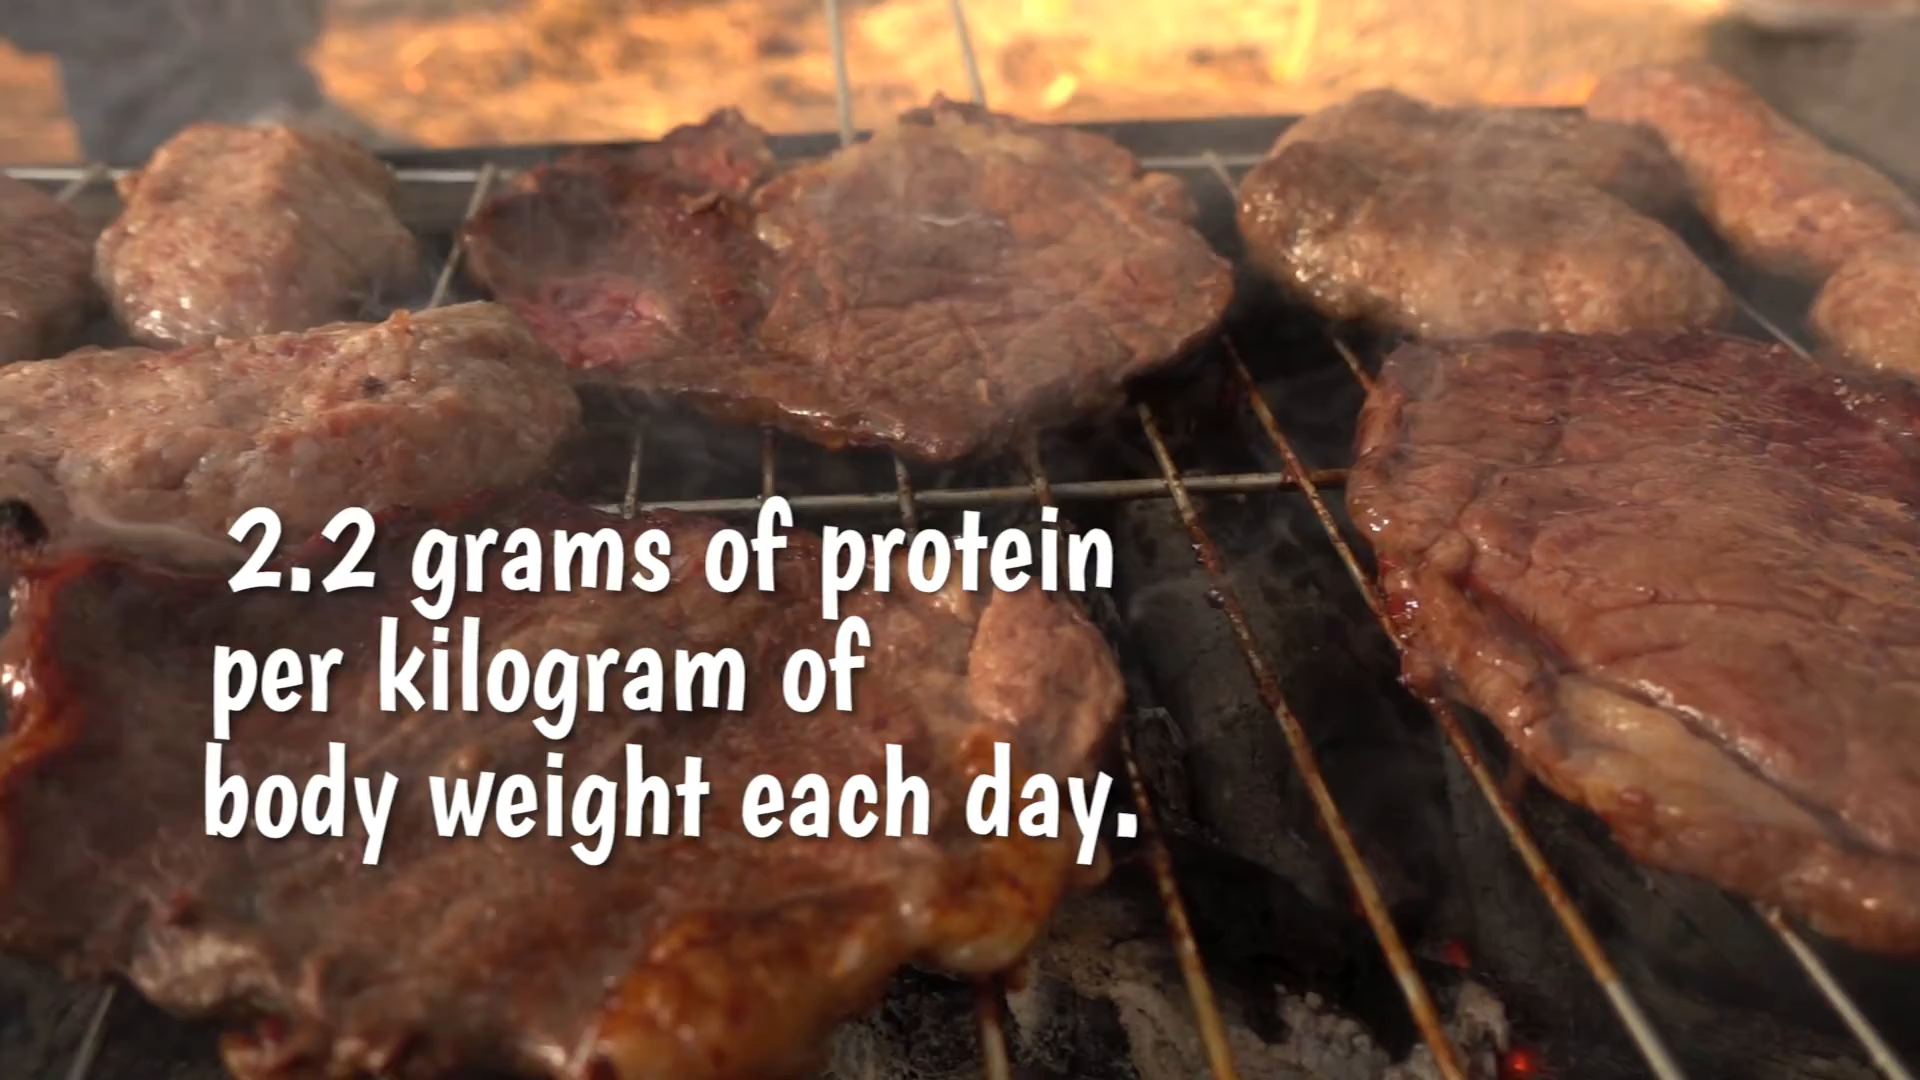 2.2 grams of protein
per kilogram of
body weight each day.